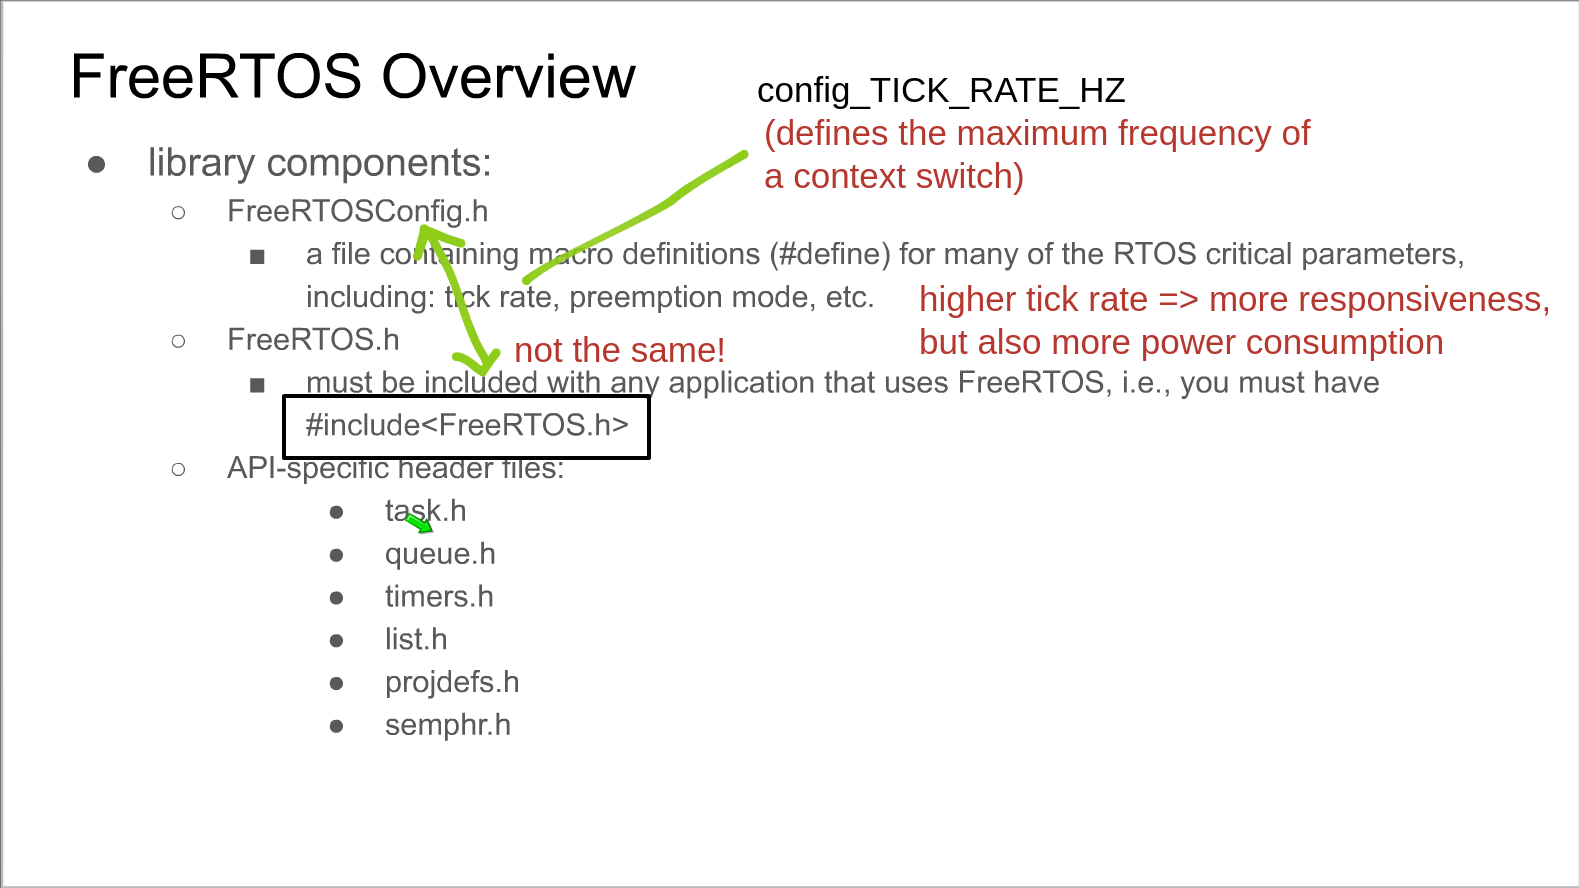 FreeRTOS Overview
config_TICK_RATE_HZ
(defines the maximum frequency of
a context switch)
● library components:
○ FreeRTOSConfig.h
■ a file containing macro definitions (#define) for many of the RTOS critical parameters,
including: tick rate, preemption mode, etc.
higher tick rate => more responsiveness,
but also more power consumption
○ FreeRTOS.h
not the same!
■ must be included with any application that uses FreeRTOS, i.e., you must have
#include<FreeRTOS.h>
○ API-specific header files:
● task.h
● queue.h
● timers.h
● list.h
● projdefs.h
● semphr.h